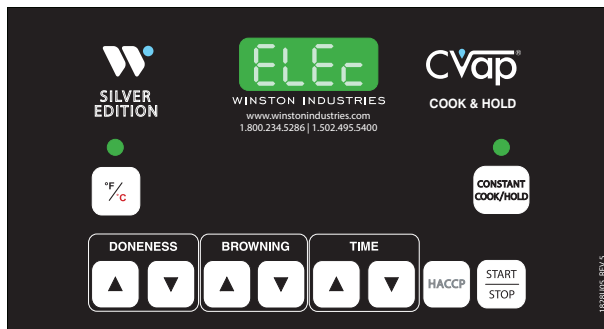 ELEc
CVap®
SILVER
EDITION
WINSTON INDUSTRIES
www.winstonindustries.com
1.800.234.5286 | 1.502.495.5400
COOK & HOLD
°F/°C
CONSTANT
COOK/HOLD
DONENESS
BROWNING
TIME
HACCP
START
STOP
1828U05 REV 5